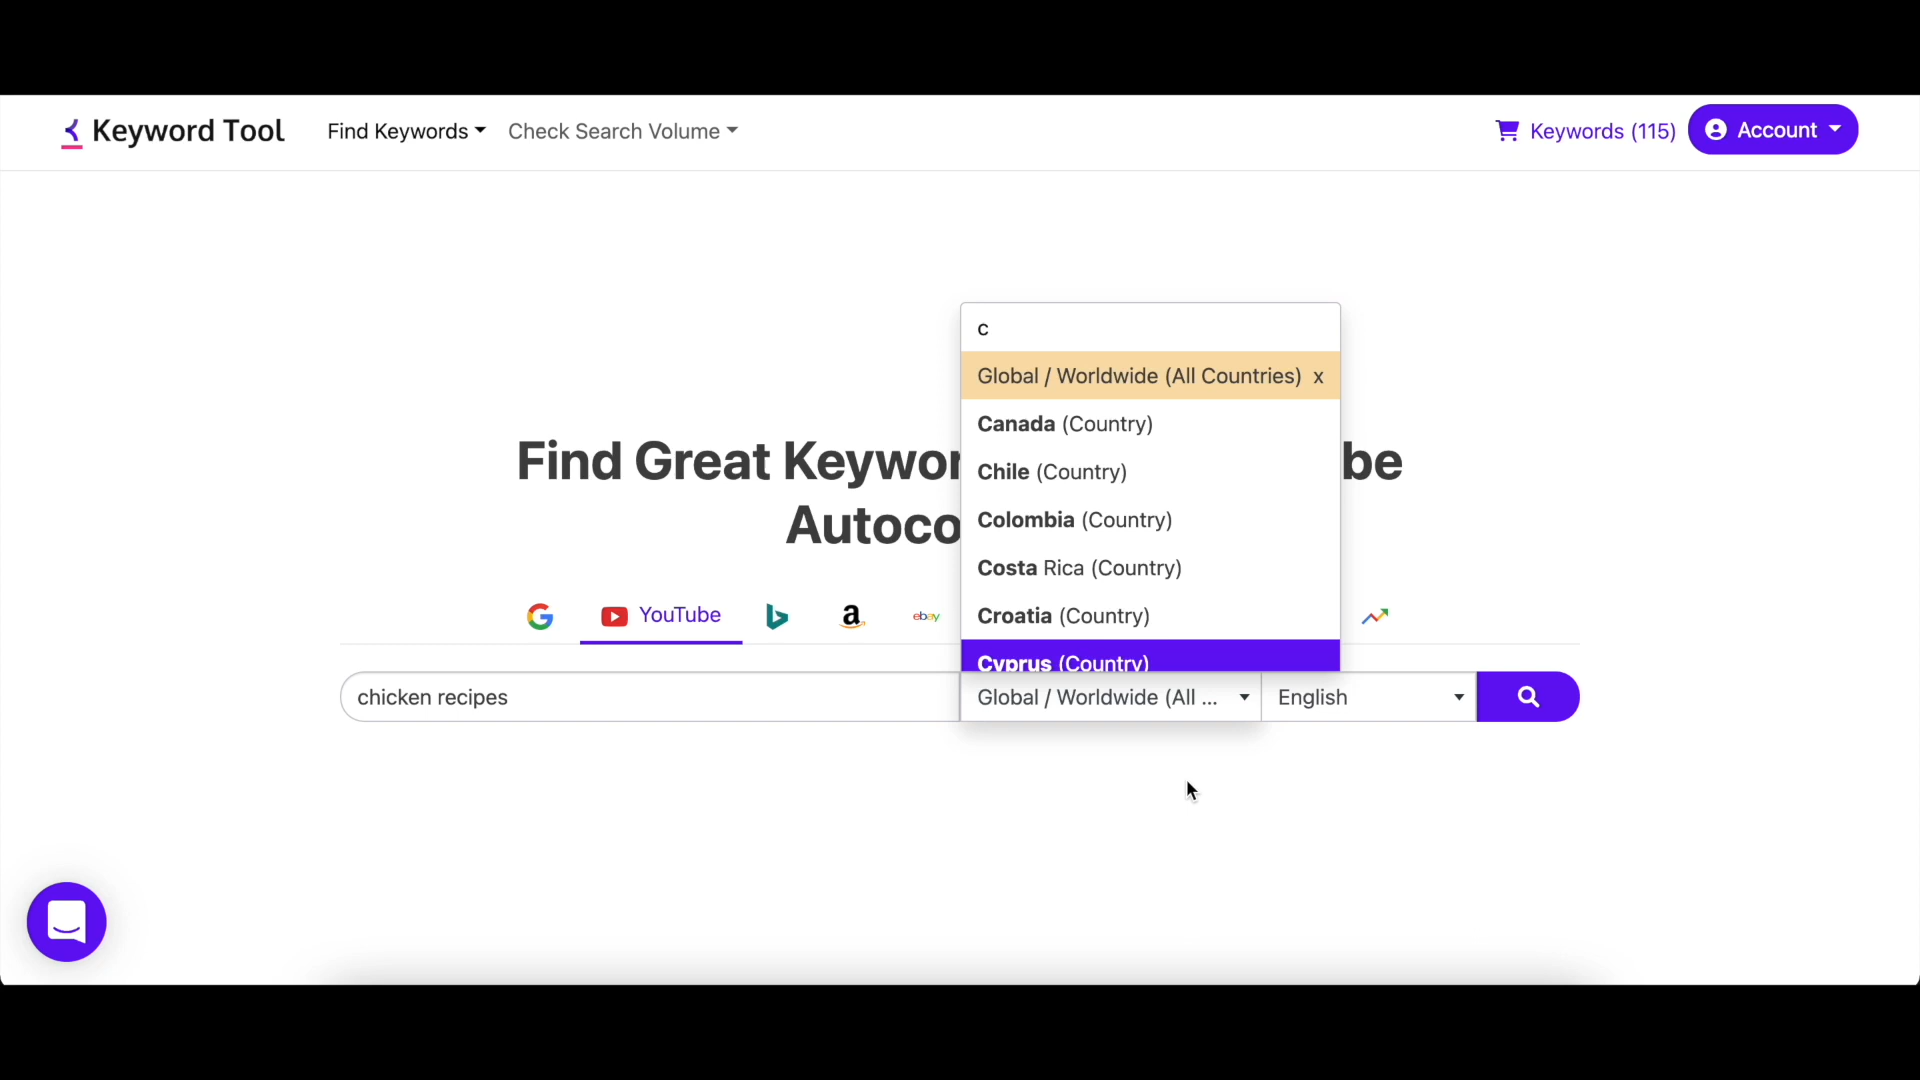 Keyword Tool
Find Keywords
Check Search Volume
Keywords (115)
Account
c
Global / Worldwide (All Countries) x
Canada (Country)
Chile (Country)
Colombia (Country)
Costa Rica (Country)
Croatia (Country)
Cyprus (Country)
Find Great Keywor be
Autoco
YouTube
a
ebay
chicken recipes
Global / Worldwide (All ...
English